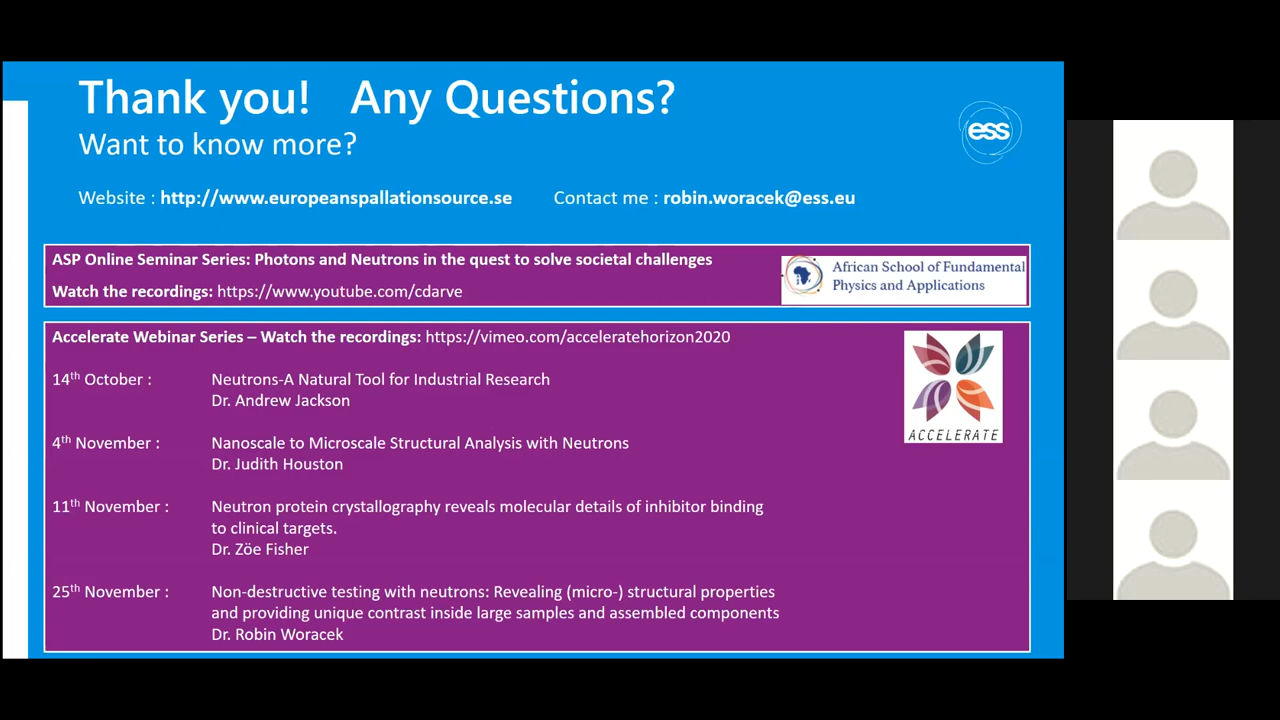 Thank you! Any Questions?
Want to know more?
ess
Website : http://www.europeanspallationsource.se Contact me : robin.woracek@ess.eu
ASP Online Seminar Series: Photons and Neutrons in the quest to solve societal challenges
Watch the recordings: https://www.youtube.com/cdarve
African School of Fundamental
Physics and Applications
Accelerate Webinar Series – Watch the recordings: https://vimeo.com/acceleratehorizon2020
ACCELERATE
14th October : Neutrons-A Natural Tool for Industrial Research
Dr. Andrew Jackson
4th November : Nanoscale to Microscale Structural Analysis with Neutrons
Dr. Judith Houston
11th November : Neutron protein crystallography reveals molecular details of inhibitor binding
to clinical targets.
Dr. Zöe Fisher
25th November : Non-destructive testing with neutrons: Revealing (micro-) structural properties
and providing unique contrast inside large samples and assembled components
Dr. Robin Woracek